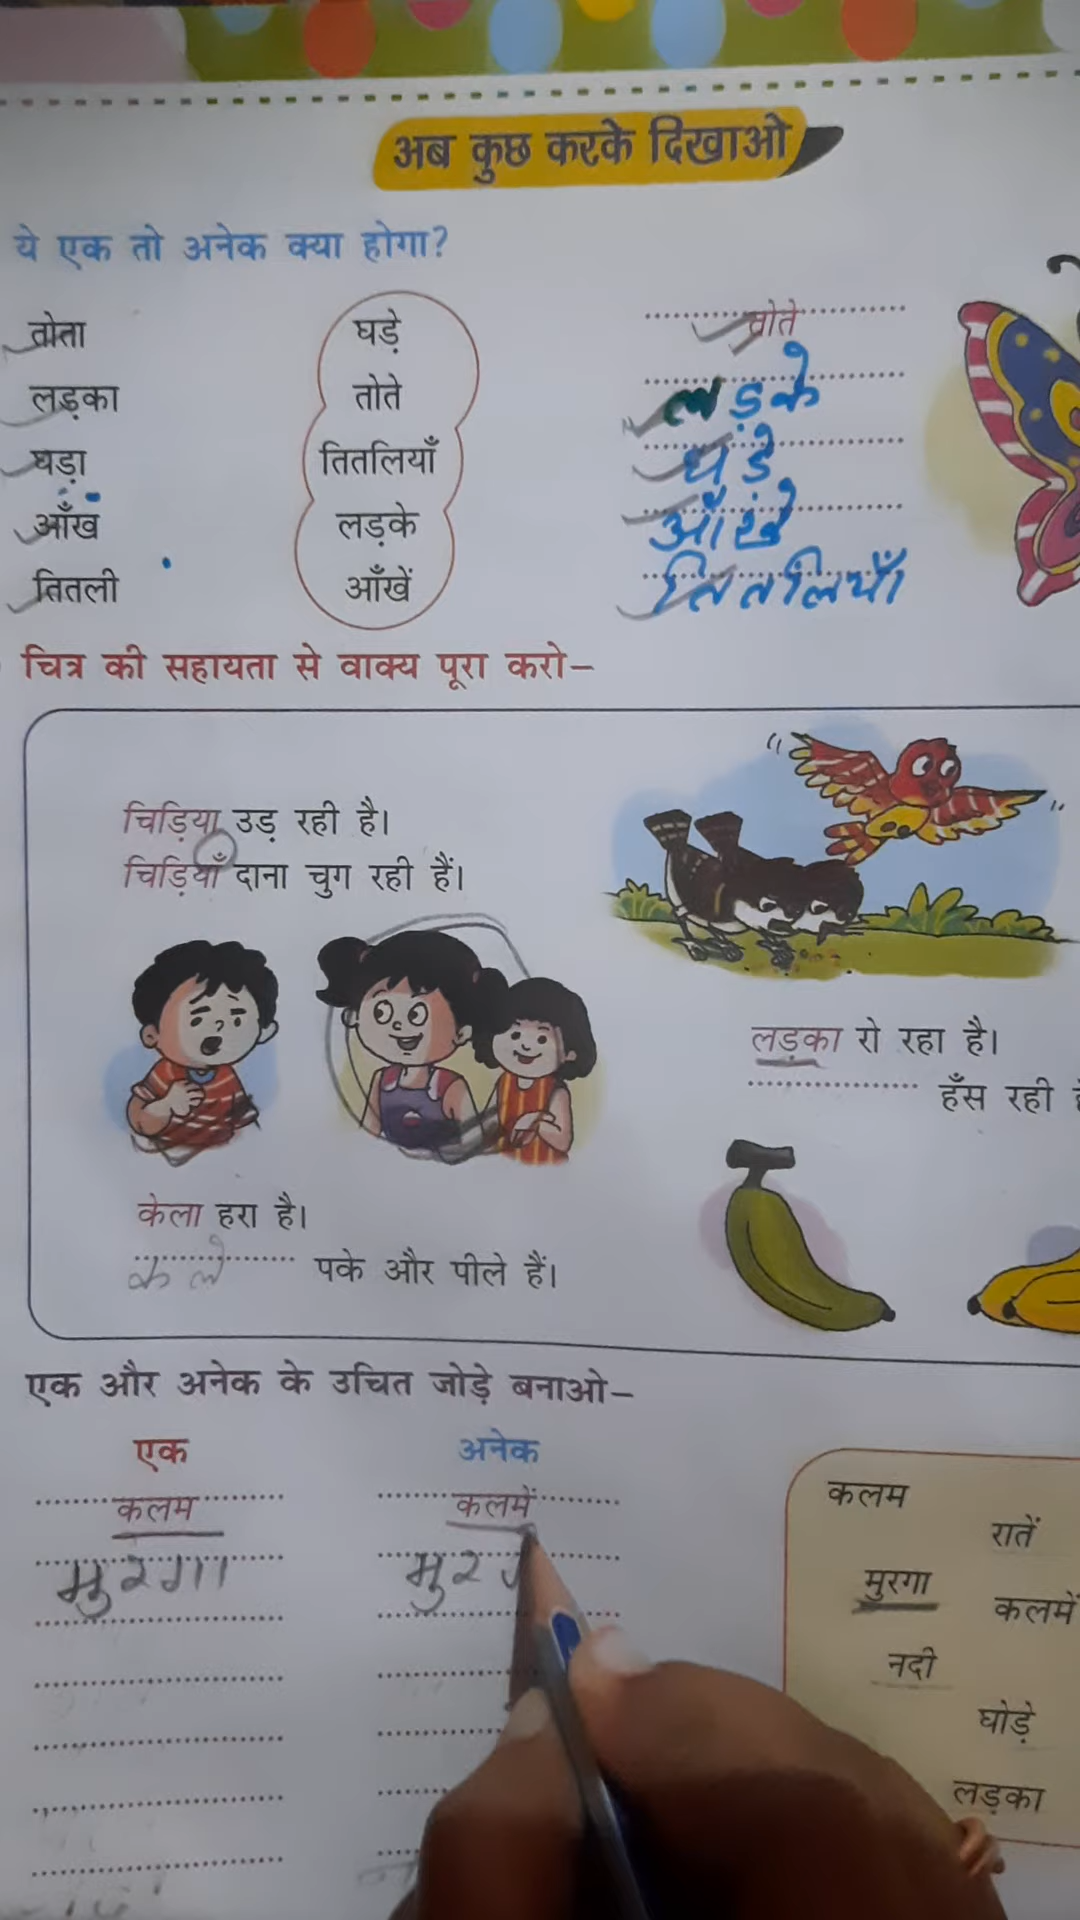 अब कुछ करके दिखाओ
ये एक तो अनेक क्या होगा?
तोता घड़े तोते
लड़का तोते लड़के
घड़ा तितलियाँ घडे
आँख लड़के आँखें
तितली आँखें तितलियाँ
चित्र की सहायता से वाक्य पूरा करो–
चिड़िया उड़ रही है।
चिड़ियाँ दाना चुग रही हैं।
लड़का रो रहा है।
हँस रही
केला हरा है।
केले पके और पीले हैं।
एक और अनेक के उचित जोड़े बनाओ–
एक अनेक
कलम कलमें
मुरगा मुर
कलम
रातें
मुरगा
कलमें
नदी
घोड़े
लड़का